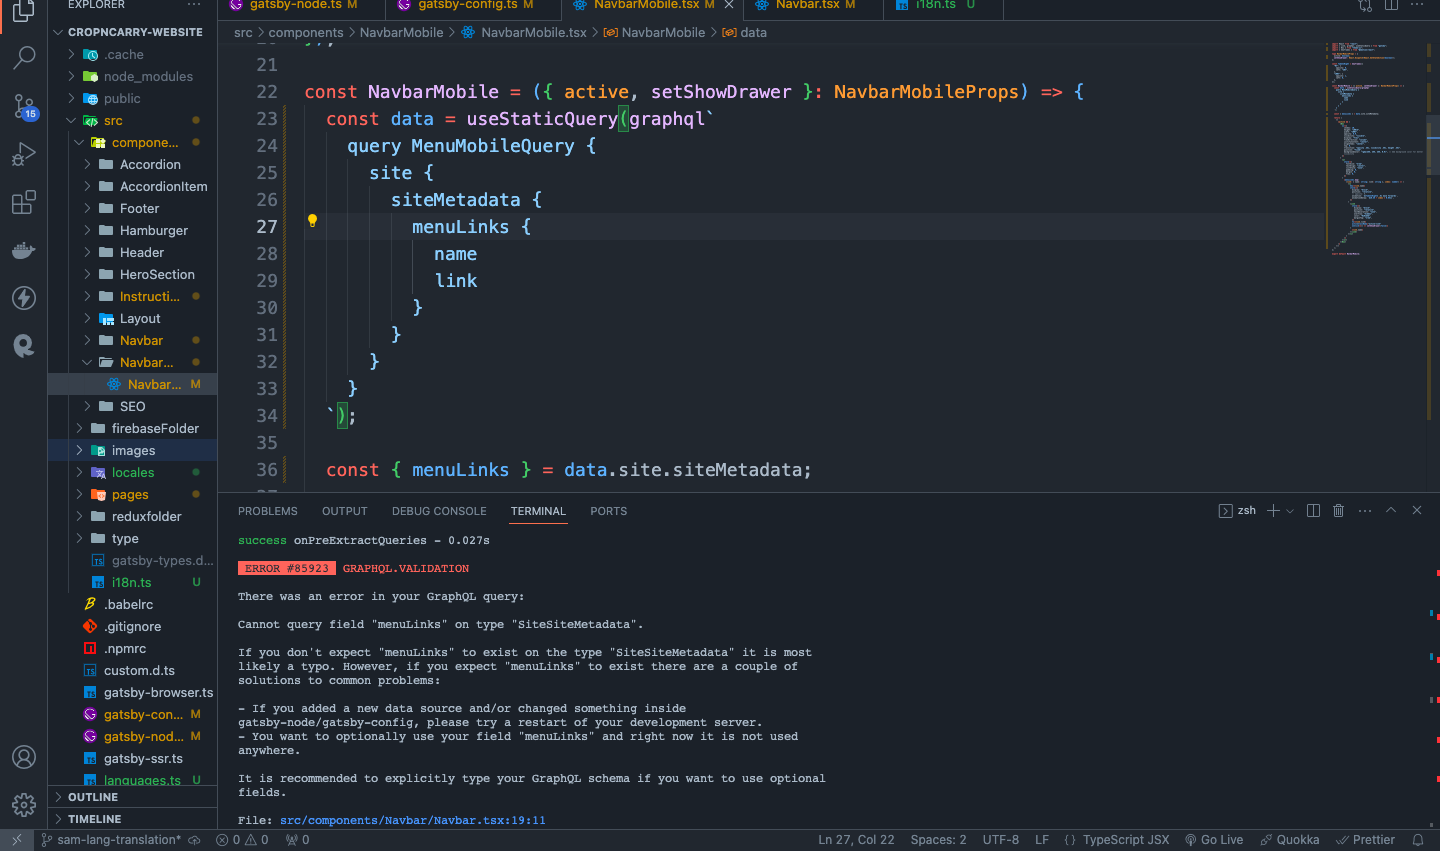 EXPLORER
gatsby-node.ts M
gatsby-config.ts M
NavbarMobile.tsx M
Navbar.tsx M
i18n.ts U
CROPNCARRY-WEBSITE
.cache
node_modules
public
src
compone...
Accordion
AccordionItem
Footer
Hamburger
Header
HeroSection
Instructi...
Layout
Navbar
Navbar...
Navbar... M
SEO
firebaseFolder
images
locales
pages
reduxfolder
type
gatsby-types.d...
i18n.ts U
.babelrc
.gitignore
.npmrc
custom.d.ts
gatsby-browser.ts
gatsby-con... M
gatsby-nod... M
gatsby-ssr.ts
languages.ts U
OUTLINE
TIMELINE
15
src > components > NavbarMobile > NavbarMobile.tsx > NavbarMobile > data
21
22 const NavbarMobile = ({ active, setShowDrawer }: NavbarMobileProps) => {
23 const data = useStaticQuery(graphql`
24 query MenuMobileQuery {
25 site {
26 siteMetadata {
27 menuLinks {
28 name
29 link
30 }
31 }
32 }
33 }
34 `);
35
36 const { menuLinks } = data.site.siteMetadata;
PROBLEMS OUTPUT DEBUG CONSOLE TERMINAL PORTS
zsh
success onPreExtractQueries - 0.027s
ERROR #85923 GRAPHQL.VALIDATION
There was an error in your GraphQL query:
Cannot query field "menuLinks" on type "SiteSiteMetadata".
If you don't expect "menuLinks" to exist on the type "SiteSiteMetadata" it is most
likely a typo. However, if you expect "menuLinks" to exist there are a couple of
solutions to common problems:
- If you added a new data source and/or changed something inside
gatsby-node/gatsby-config, please try a restart of your development server.
- You want to optionally use your field "menuLinks" and right now it is not used
anywhere.
It is recommended to explicitly type your GraphQL schema if you want to use optional
fields.
File: src/components/Navbar/Navbar.tsx:19:11
sam-lang-translation* 0 0 0 Ln 27, Col 22 Spaces: 2 UTF-8 LF { } TypeScript JSX Go Live Quokka Prettier